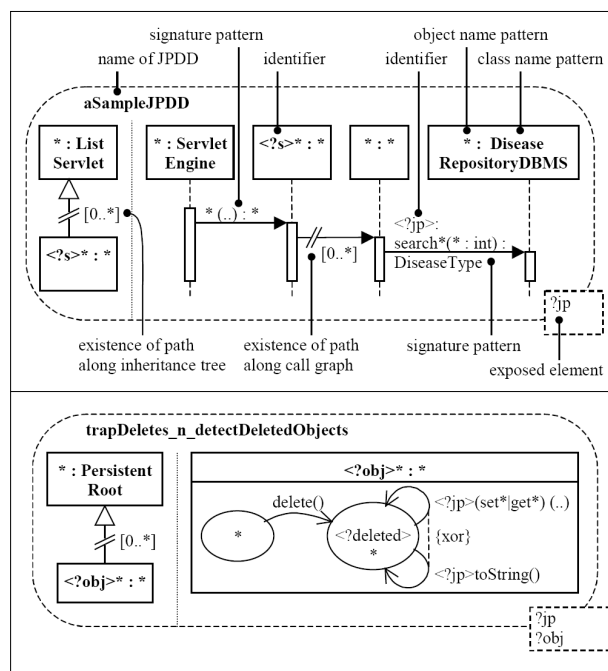 signature pattern
object name pattern
name of JPDD
identifier
identifier
class name pattern
aSampleJPDD
* : List
Servlet
* : Servlet
Engine
<?s>* : *
* : *
* : Disease
RepositoryDBMS
[0..*]
* (..) : *
[0..*]
<?jp>:
search*(* : int) :
DiseaseType
<?s>* : *
?jp
existence of path
along inheritance tree
existence of path
along call graph
signature pattern
exposed element
trapDeletes_n_detectDeletedObjects
* : Persistent
Root
[0..*]
<?obj>* : *
<?obj>* : *
delete()
*
<?deleted>
*
<?jp>(set*|get*) (..)
{xor}
<?jp>toString()
?jp
?obj